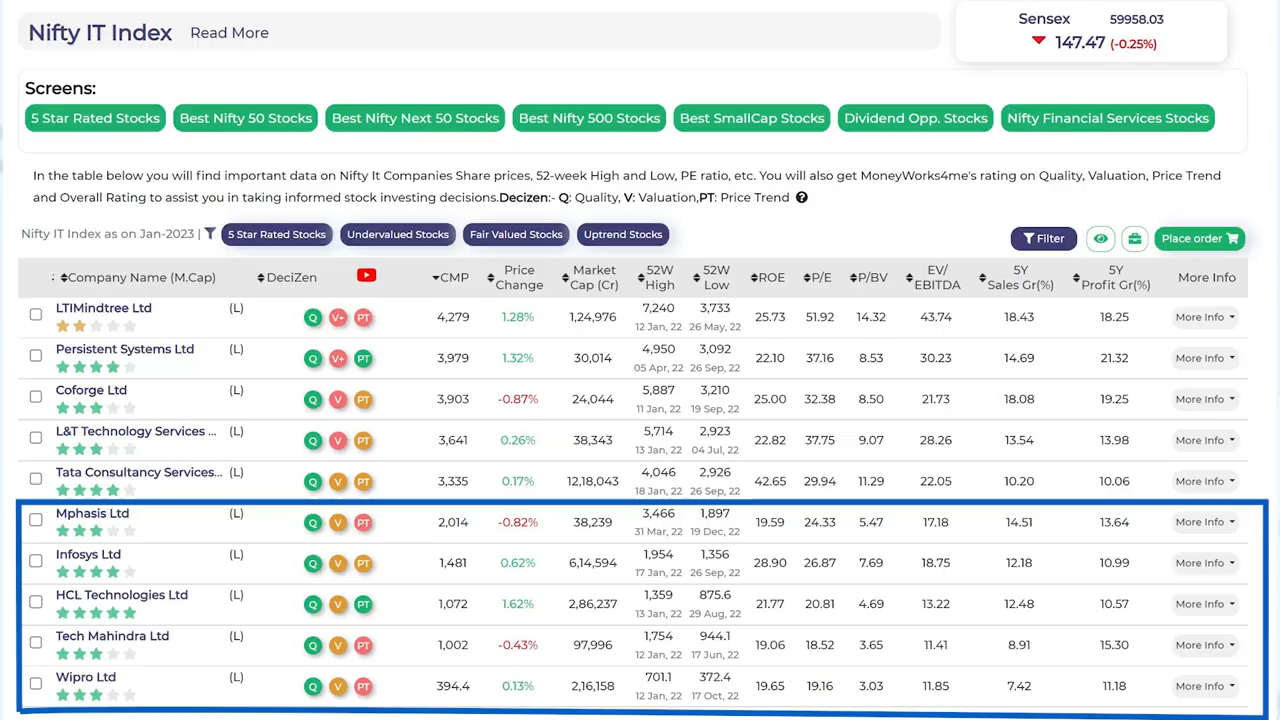 Nifty IT Index Read More
Sensex 59958.03
147.47 (-0.25%)
Screens:
5 Star Rated Stocks Best Nifty 50 Stocks Best Nifty Next 50 Stocks Best Nifty 500 Stocks Best SmallCap Stocks Dividend Opp. Stocks Nifty Financial Services Stocks
In the table below you will find important data on Nifty It Companies Share prices, 52-week High and Low, PE ratio, etc. You will also get MoneyWorks4me's rating on Quality, Valuation, Price Trend
and Overall Rating to assist you in taking informed stock investing decisions.Decizen:- Q: Quality, V: Valuation,PT: Price Trend ?
Nifty IT Index as on Jan-2023 | 5 Star Rated Stocks Undervalued Stocks Fair Valued Stocks Uptrend Stocks Filter Place order
: Company Name (M.Cap) DeciZen CMP Price Change Market Cap (Cr) 52W High 52W Low ROE P/E P/BV EV/ EBITDA 5Y Sales Gr(%) 5Y Profit Gr(%) More Info
LTIMindtree Ltd (L) Q V+ PT 4,279 1.28% 1,24,976 7,240 3,733 25.73 51.92 14.32 43.74 18.43 18.25 More Info
12 Jan, 22 26 May, 22
Persistent Systems Ltd (L) Q V+ PT 3,979 1.32% 30,014 4,950 3,092 22.10 37.16 8.53 30.23 14.69 21.32 More Info
05 Apr, 22 26 Sep, 22
Coforge Ltd (L) Q V PT 3,903 -0.87% 24,044 5,887 3,210 25.00 32.38 8.50 21.73 18.08 19.25 More Info
11 Jan, 22 19 Sep, 22
L&T Technology Services ... (L) Q V PT 3,641 0.26% 38,343 5,714 2,923 22.82 37.75 9.07 28.26 13.54 13.98 More Info
13 Jan, 22 04 Jul, 22
Tata Consultancy Services... (L) Q V PT 3,335 0.17% 12,18,043 4,046 2,926 42.65 29.94 11.29 22.05 10.20 10.06 More Info
18 Jan, 22 26 Sep, 22
Mphasis Ltd (L) Q V PT 2,014 -0.82% 38,239 3,466 1,897 19.59 24.33 5.47 17.18 14.51 13.64 More Info
31 Mar, 22 19 Dec, 22
Infosys Ltd (L) Q V PT 1,481 0.62% 6,14,594 1,954 1,356 28.90 26.87 7.69 18.75 12.18 10.99 More Info
17 Jan, 22 26 Sep, 22
HCL Technologies Ltd (L) Q V PT 1,072 1.62% 2,86,237 1,359 875.6 21.77 20.81 4.69 13.22 12.48 10.57 More Info
13 Jan, 22 29 Aug, 22
Tech Mahindra Ltd (L) Q V PT 1,002 -0.43% 97,996 1,754 944.1 19.06 18.52 3.65 11.41 8.91 15.30 More Info
12 Jan, 22 17 Jun, 22
Wipro Ltd (L) Q V PT 394.4 0.13% 2,16,158 701.1 372.4 19.65 19.16 3.03 11.85 7.42 11.18 More Info
12 Jan, 22 17 Oct, 22